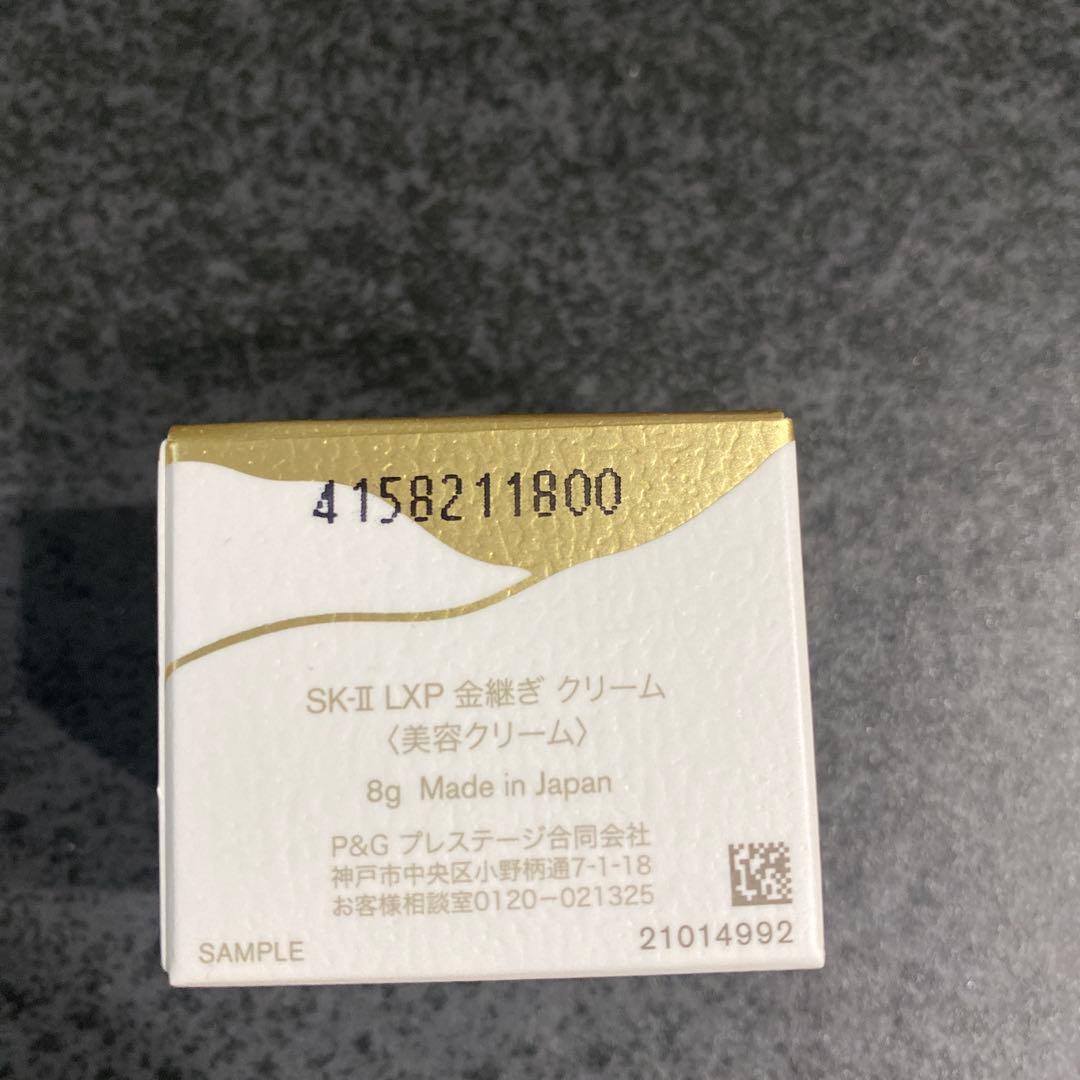 4158211800
SK-Ⅱ LXP 金継ぎ クリーム
〈美容クリーム〉
8g Made in Japan
P&G プレステージ合同会社
神戸市中央区小野柄通7-1-18
お客様相談室0120-021325
SAMPLE
21014992